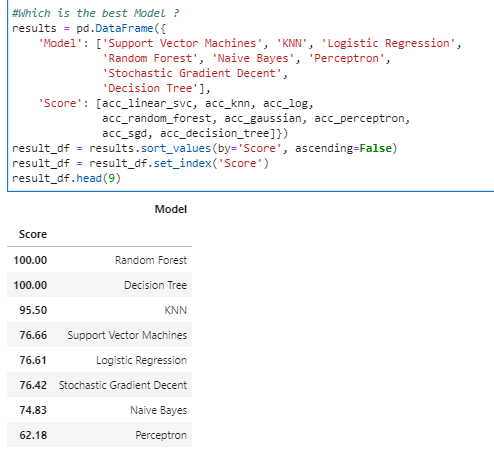 #Which is the best Model ?
results = pd.DataFrame({
'Model': ['Support Vector Machines', 'KNN', 'Logistic Regression',
'Random Forest', 'Naive Bayes', 'Perceptron',
'Stochastic Gradient Decent',
'Decision Tree'],
'Score': [acc_linear_svc, acc_knn, acc_log,
acc_random_forest, acc_gaussian, acc_perceptron,
acc_sgd, acc_decision_tree]})
result_df = results.sort_values(by='Score', ascending=False)
result_df = result_df.set_index('Score')
result_df.head(9)
Model
Score
100.00 Random Forest
100.00 Decision Tree
95.50 KNN
76.66 Support Vector Machines
76.61 Logistic Regression
76.42 Stochastic Gradient Decent
74.83 Naive Bayes
62.18 Perceptron